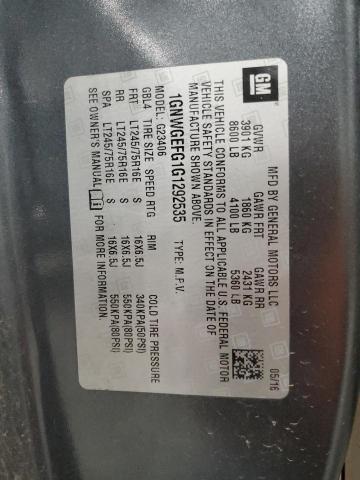 GM
MFD BY GENERAL MOTORS LLC
05/16
GVWR GAWR FRT GAWR RR
3901 KG 1860 KG 2431 KG
8600 LB 4100 LB 5360 LB
THIS VEHICLE CONFORMS TO ALL APPLICABLE U.S. FEDERAL MOTOR
VEHICLE SAFETY STANDARDS IN EFFECT ON THE DATE OF
MANUFACTURE SHOWN ABOVE.
1GNWGEFG1G1292535 TYPE: M.P.V.
G23406
GBL4 TIRE SIZE SPEED RTG RIM COLD TIRE PRESSURE
FRT LT245/75R16E S 16X6.5J 340KPA(50PSI)
RR LT245/75R16E S 16X6.5J 550KPA(80PSI)
SPA LT245/75R16E S 16X6.5J 550KPA(80PSI)
SEE OWNER'S MANUAL FOR MORE INFORMATION.